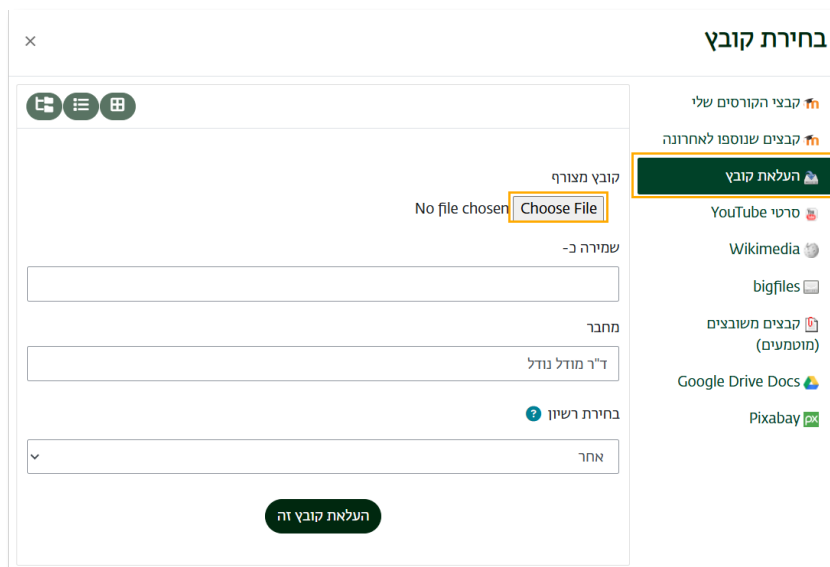 בחירת קובץ
קבצי הקורסים שלי
קבצים שנוספו לאחרונה
העלאת קובץ
סרטי YouTube
Wikimedia
bigfiles
קבצים משובצים
(מוטמעים)
Google Drive Docs
Pixabay
קובץ מצורף
Choose File No file chosen
שמירה כ-
מחבר
ד"ר מודל נודל
בחירת רשיון ?
אחר
העלאת קובץ זה